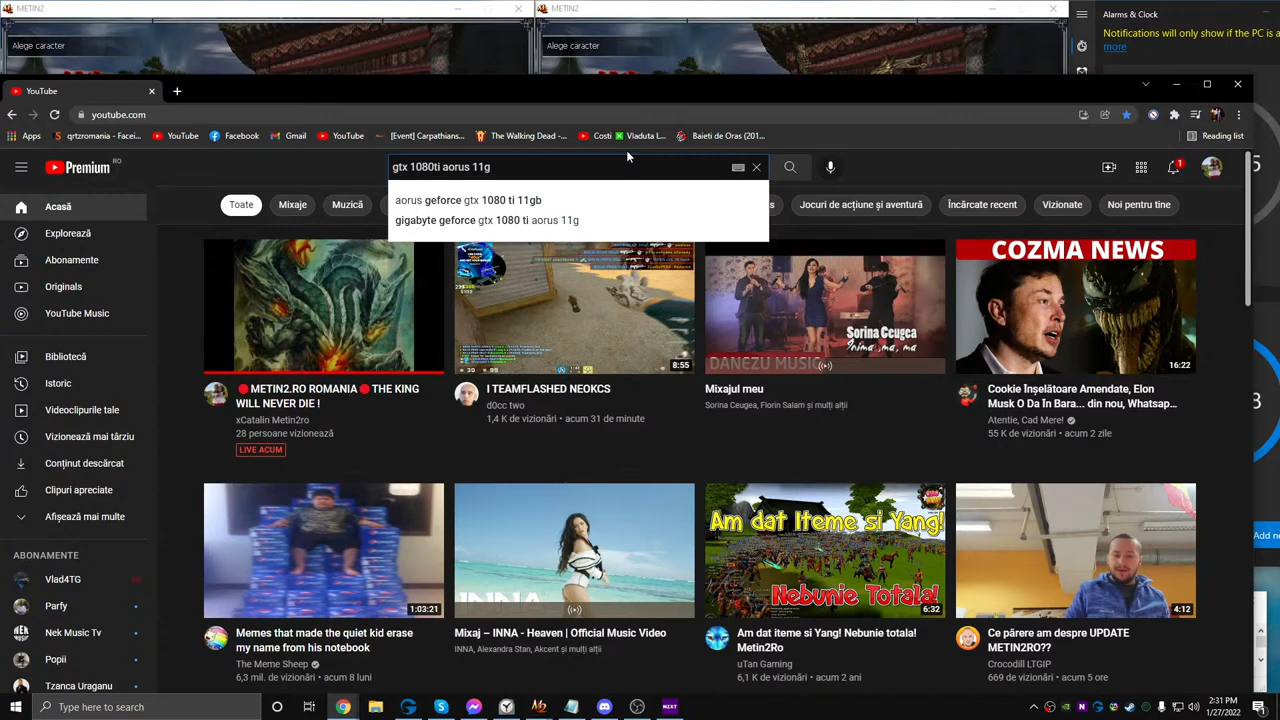 METIN2
METIN2
Alarms & Clock
Notifications will only show if the PC is a
more
Alege caracter
Alege caracter
YouTube
youtube.com
Apps
qrtzromania - Facei...
YouTube
Facebook
Gmail
YouTube
[Event] Carpathians...
The Walking Dead -...
Costi
Vladuta L...
Baieti de Oras (201...
Reading list
Premium
RO
gtx 1080ti aorus 11g
1
aorus geforce gtx 1080 ti 11gb
gigabyte geforce gtx 1080 ti aorus 11g
Acasă
Explorează
Abonamente
Originals
YouTube Music
Bibliotecă
Istoric
Videoclipurile tale
Vizionează mai târziu
Conținut descărcat
Clipuri apreciate
Afișează mai multe
ABONAMENTE
Vlad4TG
Parfy
Nek Music Tv
Popii
Tzanca Uraganu
Toate
Mixaje
Muzică
Jocuri de acțiune și aventură
Încărcate recent
Vizionate
Noi pentru tine
METIN2.RO ROMANIA THE KING
WILL NEVER DIE !
xCatalin Metin2ro
28 persoane vizionează
LIVE ACUM
8:55
I TEAMFLASHED NEOKCS
d0cc two
1,4 K de vizionări • acum 31 de minute
Sorina Ceugea
Inima ma, ma
DANEZU MUSIC
Mixajul meu
Sorina Ceugea, Florin Salam și mulți alții
COZMA NEWS
16:22
Cookie Înșelătoare Amendate, Elon
Musk O Da În Bara... din nou, Whatsap...
Atentie, Cad Mere!
55 K de vizionări • acum 2 zile
1:03:21
Memes that made the quiet kid erase
my name from his notebook
The Meme Sheep
6,3 mil. de vizionări • acum 8 luni
INNA
Mixaj – INNA - Heaven | Official Music Video
INNA, Alexandra Stan, Akcent și mulți alții
Am dat Iteme si Yang!
Nebunie Totala!
6:32
Am dat iteme si Yang! Nebunie totala!
Metin2Ro
uTan Gaming
6,1 K de vizionări • acum 2 ani
4:12
Ce părere am despre UPDATE
METIN2RO??
Crocodill LTGIP
669 de vizionări • acum 5 ore
Add ne
Type here to search
NEXT
2:31 PM
1/27/2022